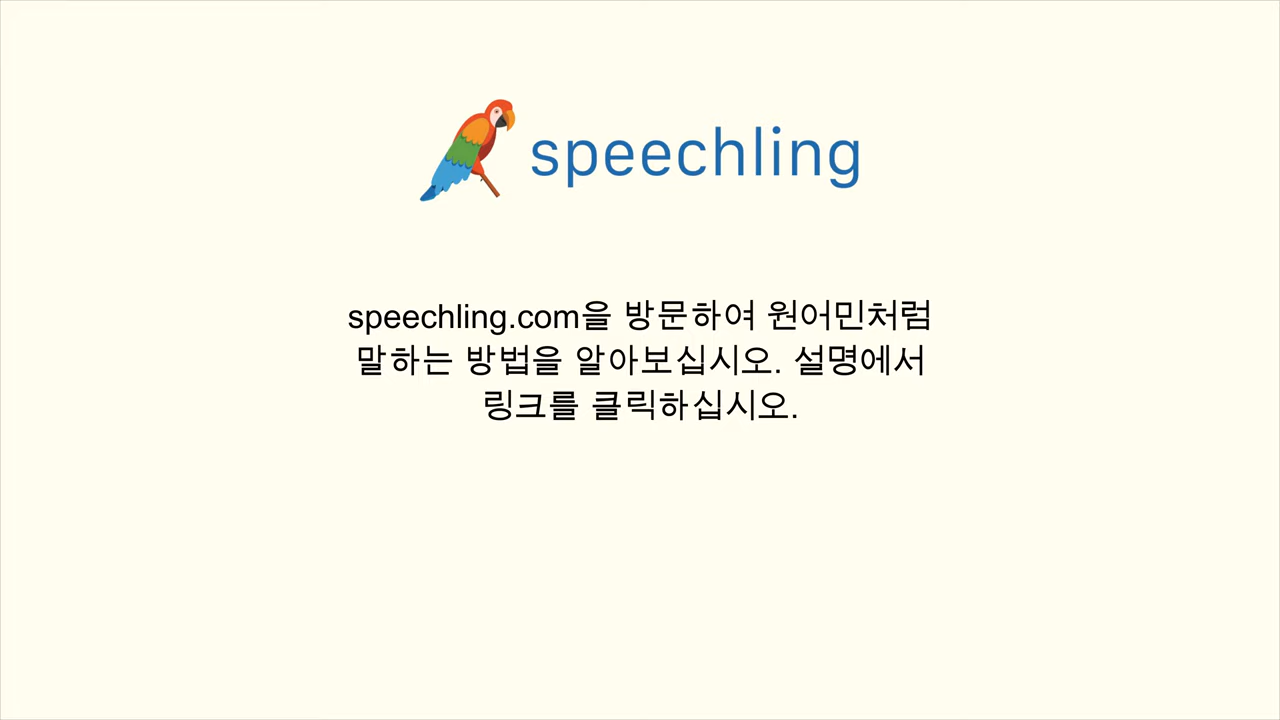 speechling
speechling.com을 방문하여 원어민처럼
말하는 방법을 알아보십시오. 설명에서
링크를 클릭하십시오.